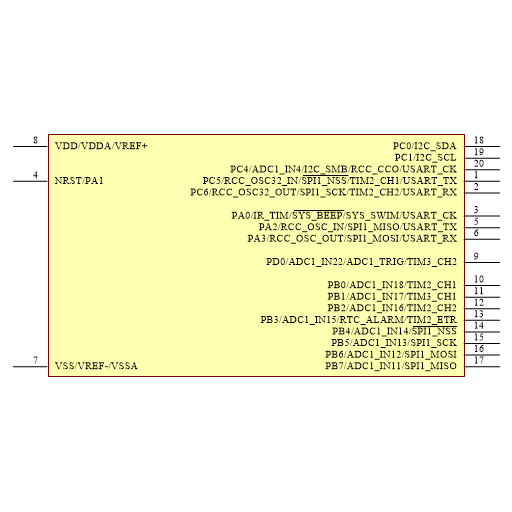 8 VDD/VDDA/VREF+ PC0/I2C_SDA 18
PC1/I2C_SCL 19
PC4/ADC1_IN4/I2C_SMB/RCC_CCO/USART_CK 20
4 NRST/PA1 PC5/RCC_OSC32_IN/SPI1_NSS/TIM2_CH1/USART_TX 1
PC6/RCC_OSC32_OUT/SPI1_SCK/TIM2_CH2/USART_RX 2
PA0/IR_TIM/SYS_BEEP/SYS_SWIM/USART_CK 3
PA2/RCC_OSC_IN/SPI1_MISO/USART_TX 5
PA3/RCC_OSC_OUT/SPI1_MOSI/USART_RX 6
PD0/ADC1_IN22/ADC1_TRIG/TIM3_CH2 9
PB0/ADC1_IN18/TIM2_CH1 10
PB1/ADC1_IN17/TIM3_CH1 11
PB2/ADC1_IN16/TIM2_CH2 12
PB3/ADC1_IN15/RTC_ALARM/TIM2_ETR 13
PB4/ADC1_IN14/SPI1_NSS 14
PB5/ADC1_IN13/SPI1_SCK 15
PB6/ADC1_IN12/SPI1_MOSI 16
7 VSS/VREF-/VSSA PB7/ADC1_IN11/SPI1_MISO 17